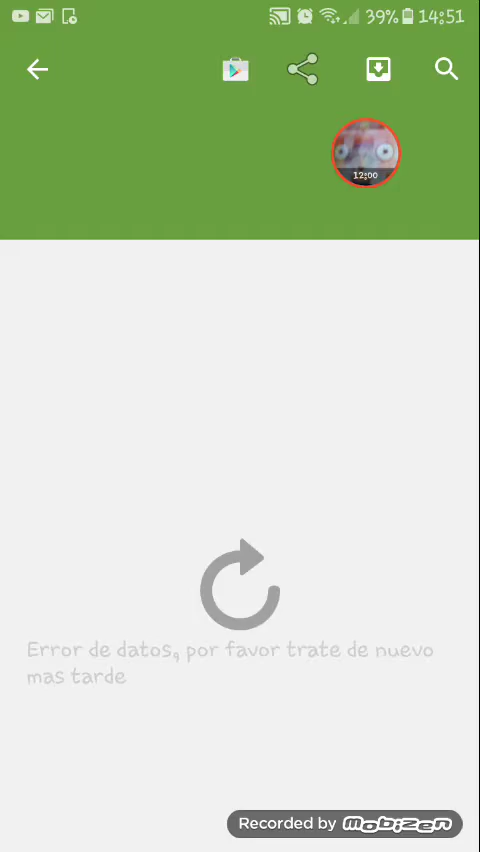 39% 14:51
12:00
Error de datos, por favor trate de nuevo
mas tarde
Recorded by Mobizen